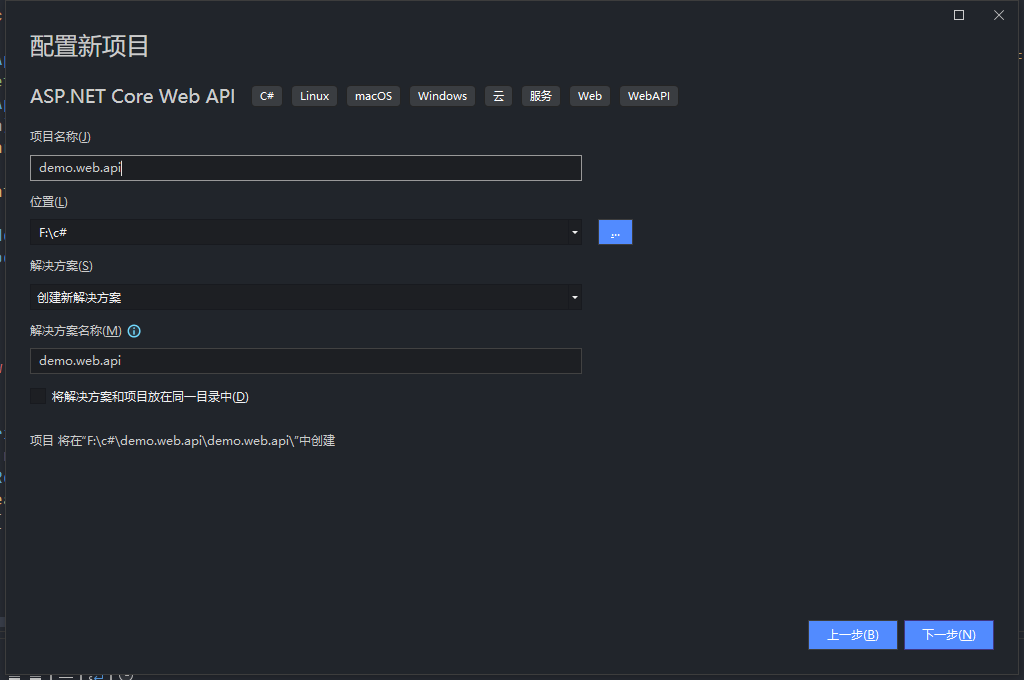 配置新项目
ASP.NET Core Web API C# Linux macOS Windows 云 服务 Web WebAPI
项目名称(J)
demo.web.api
位置(L)
F:\c#
...
解决方案(S)
创建新解决方案
解决方案名称(M)
demo.web.api
将解决方案和项目放在同一目录中(D)
项目 将在“F:\c#\demo.web.api\demo.web.api\”中创建
上一步(B) 下一步(N)